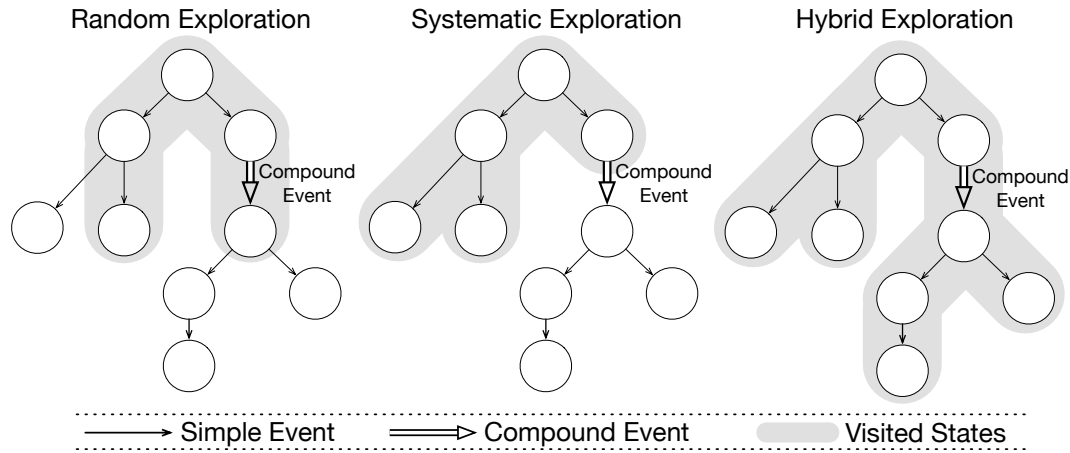 Random Exploration
Systematic Exploration
Hybrid Exploration
Compound
Event
Compound
Event
Compound
Event
Simple Event
Compound Event
Visited States